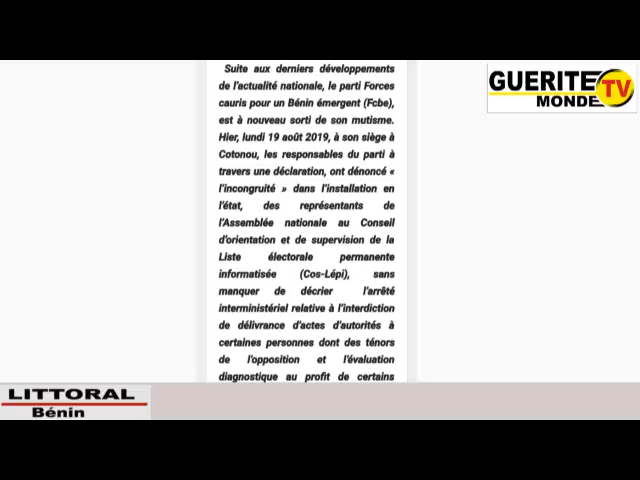 Suite aux derniers développements
de l'actualité nationale, le parti Forces
cauris pour un Bénin émergent (Fcbe),
est à nouveau sorti de son mutisme.
Hier, lundi 19 août 2019, à son siège à
Cotonou, les responsables du parti à
travers une déclaration, ont dénoncé «
l'incongruité » dans l'installation en
l'état, des représentants de
l'Assemblée nationale au Conseil
d'orientation et de supervision de la
Liste électorale permanente
informatisée (Cos-Lépi), sans
manquer de décrier l'arrêté
interministériel relative à l'interdiction
de délivrance d'actes d'autorités à
certaines personnes dont des ténors
de l'opposition et l'évaluation
diagnostique au profit de certains
GUERITE TV
MONDE
LITTORAL
Bénin